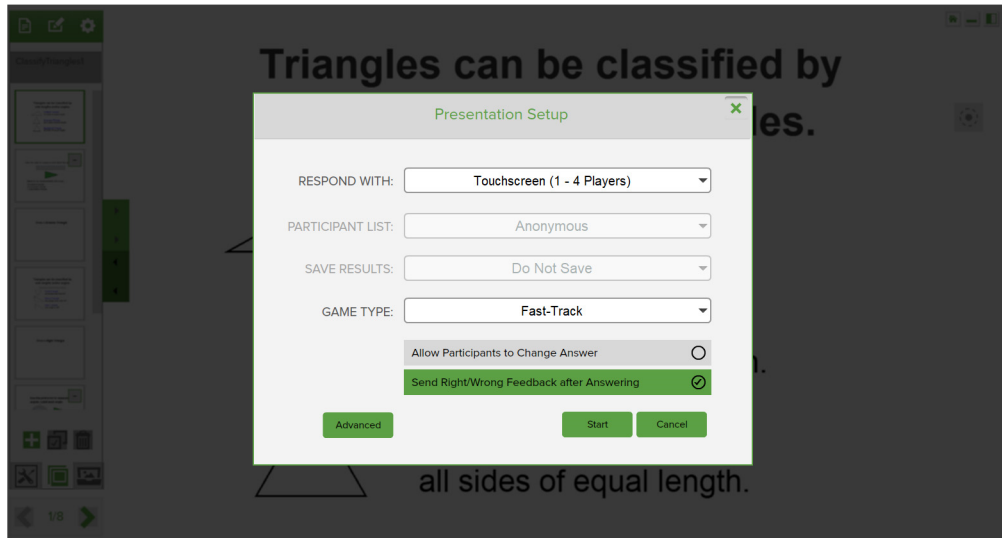 Triangles can be classified by
les.
Presentation Setup
RESPOND WITH: Touchscreen (1 - 4 Players)
PARTICIPANT LIST: Anonymous
SAVE RESULTS: Do Not Save
GAME TYPE: Fast-Track
Allow Participants to Change Answer
Send Right/Wrong Feedback after Answering
Advanced Start Cancel
all sides of equal length.
1/8